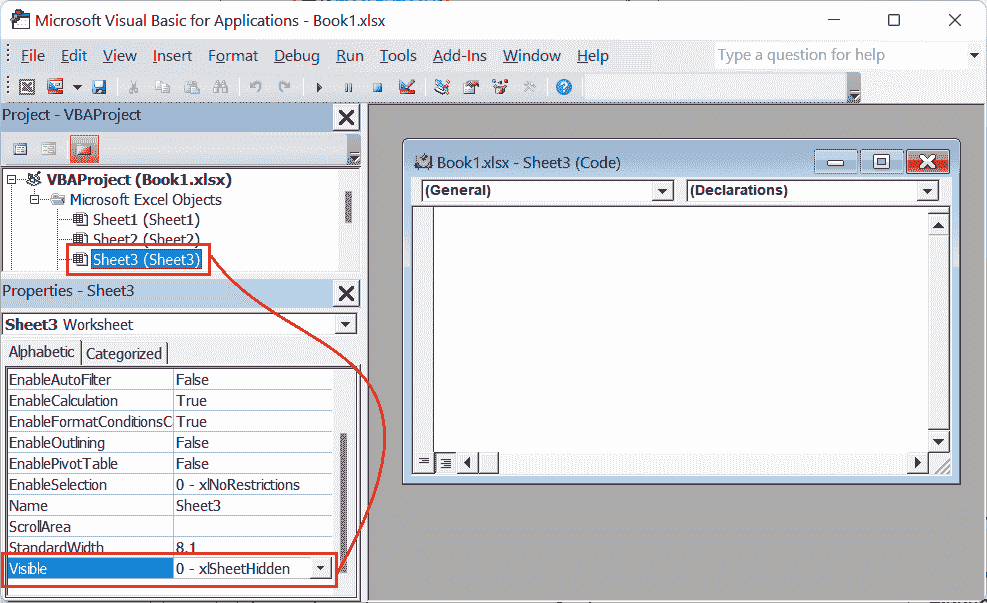 Microsoft Visual Basic for Applications - Book1.xlsx
File Edit View Insert Format Debug Run Tools Add-Ins Window Help Type a question for help
Project - VBAProject
VBAProject (Book1.xlsx)
Microsoft Excel Objects
Sheet1 (Sheet1)
Sheet2 (Sheet2)
Sheet3 (Sheet3)
Properties - Sheet3
Sheet3 Worksheet
Alphabetic Categorized
EnableAutoFilter False
EnableCalculation True
EnableFormatConditionsC True
EnableOutlining False
EnablePivotTable False
EnableSelection 0 - xlNoRestrictions
Name Sheet3
ScrollArea
StandardWidth 8.1
Visible 0 - xlSheetHidden
Book1.xlsx - Sheet3 (Code)
(General) (Declarations)